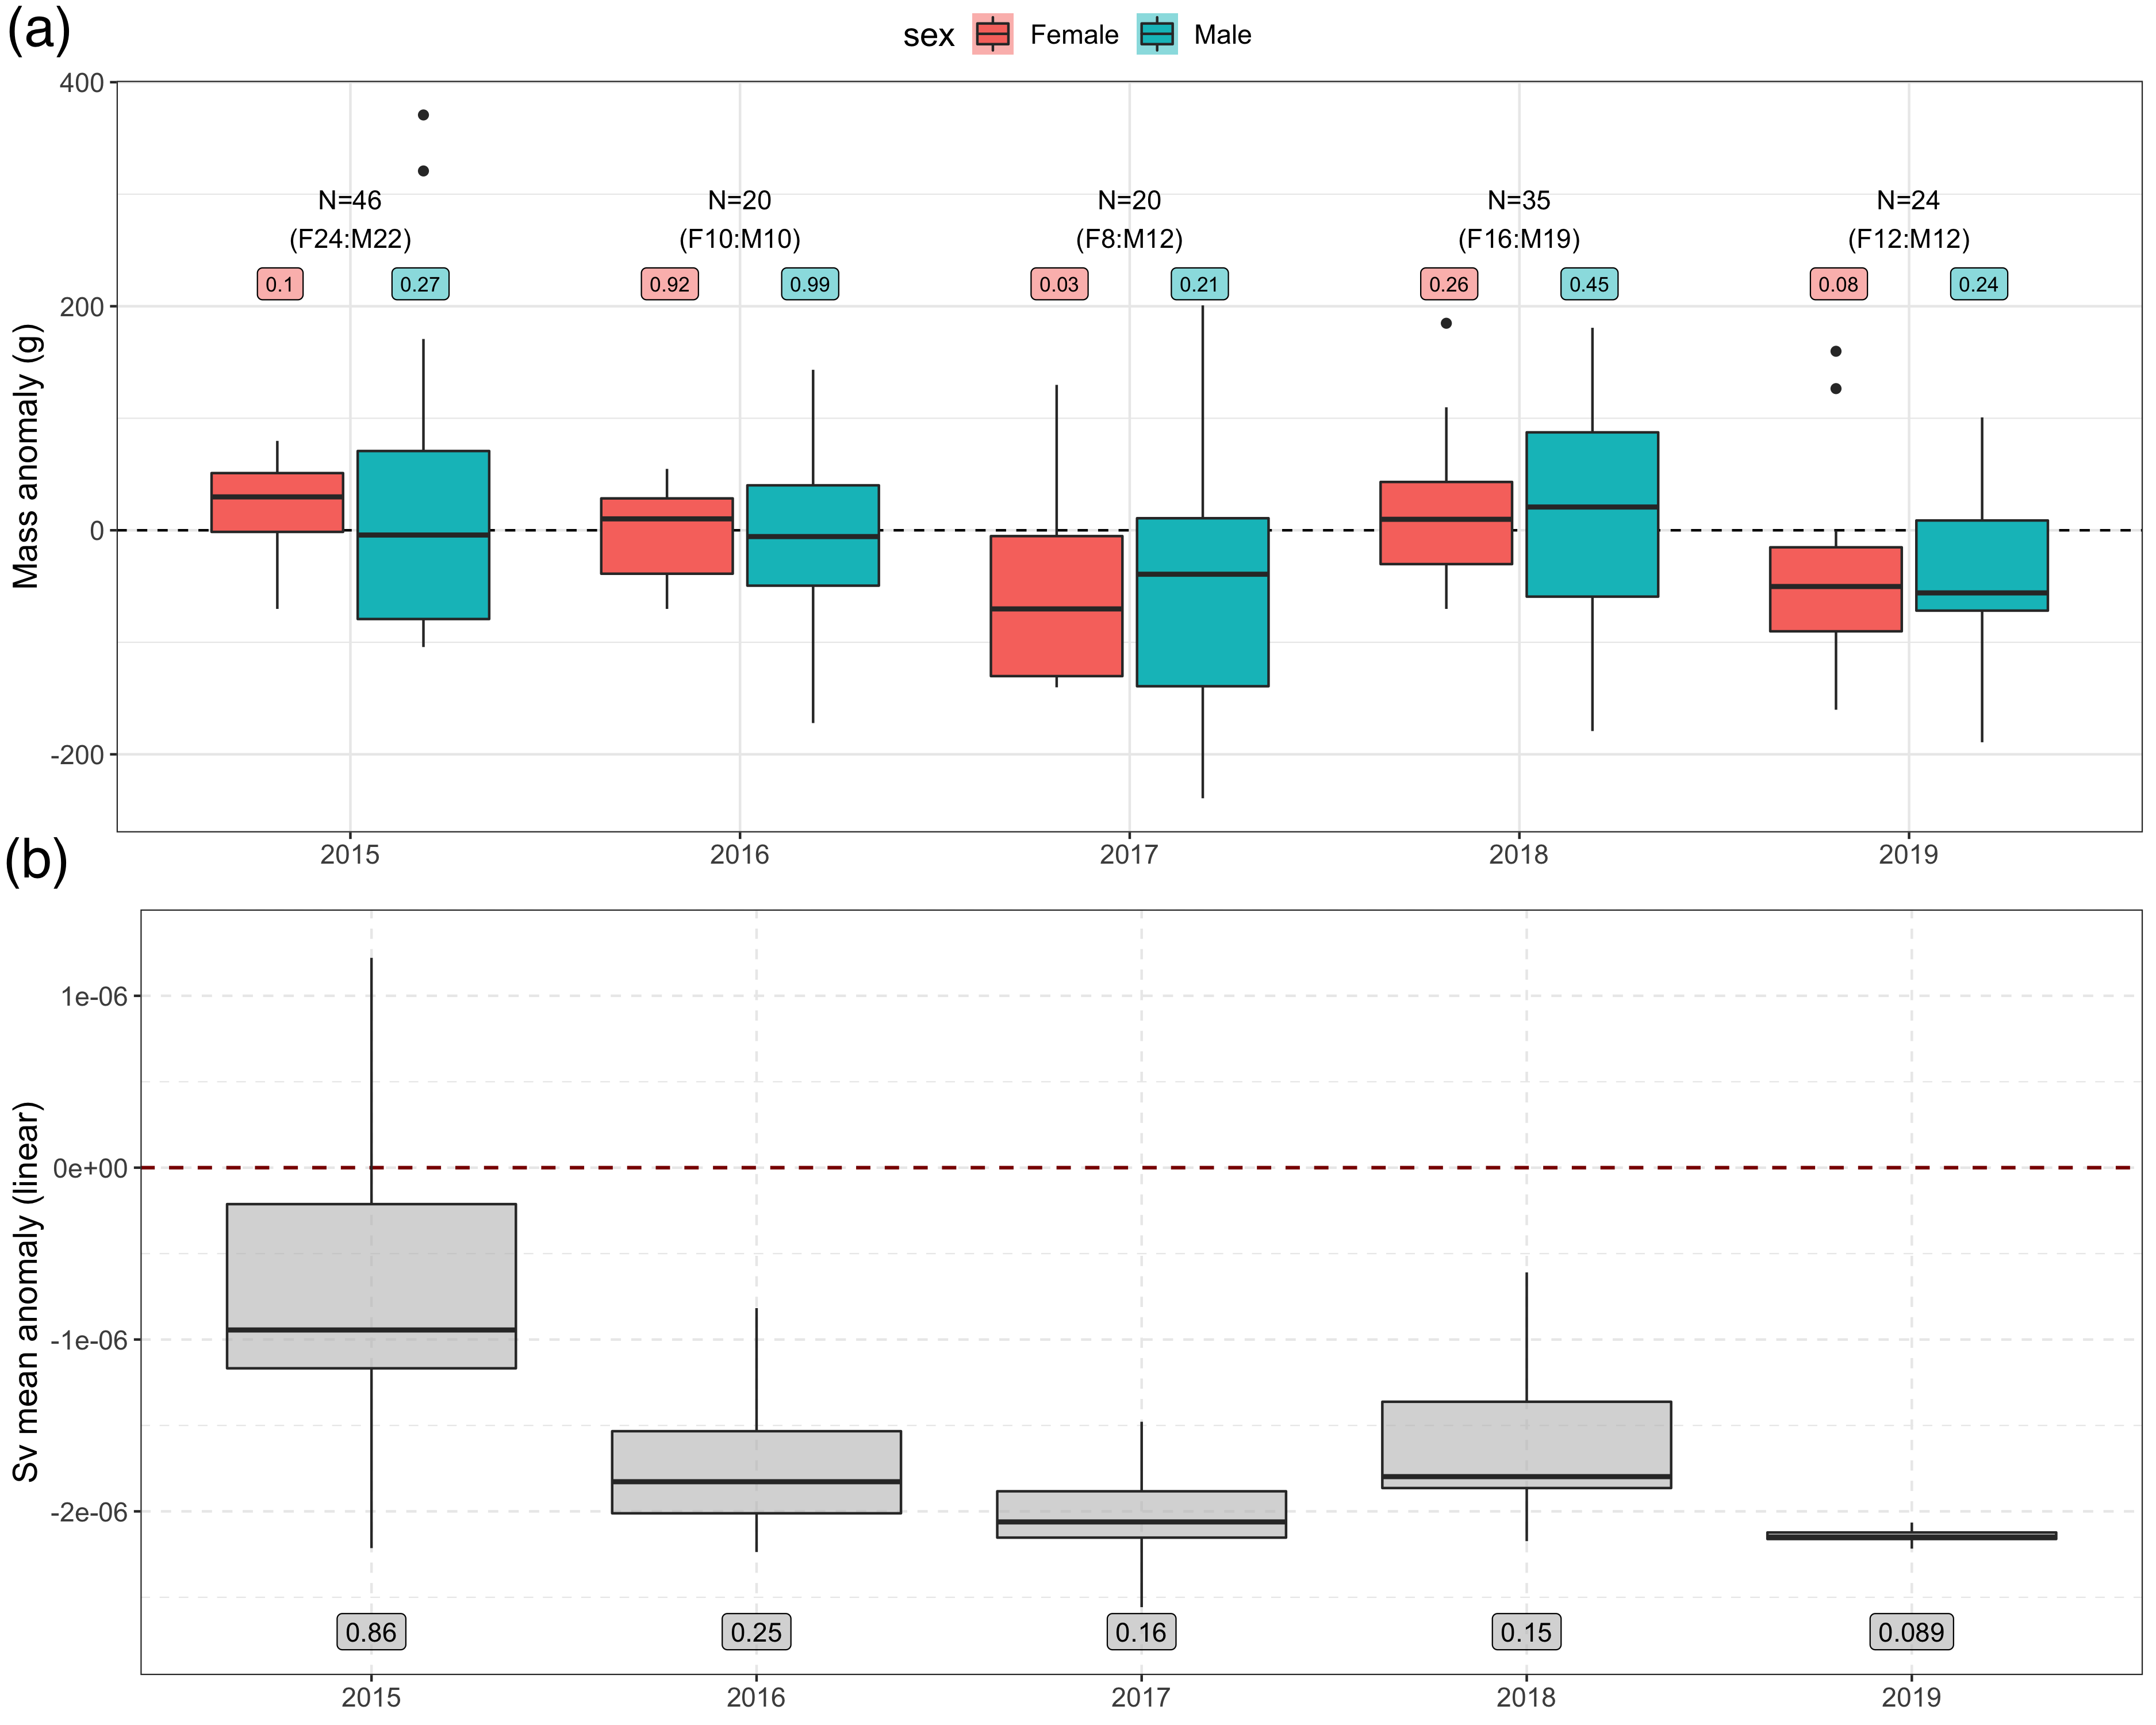 (a)
sex Female Male
400
N=46 N=20 N=20 N=35 N=24
(F24:M22) (F10:M10) (F8:M12) (F16:M19) (F12:M12)
0.1 0.27 0.92 0.99 0.03 0.21 0.26 0.45 0.08 0.24
200
Mass anomaly (g)
0
-200
2015 2016 2017 2018 2019
(b)
1e-06
0e+00
Sv mean anomaly (linear)
-1e-06
-2e-06
0.86 0.25 0.16 0.15 0.089
2015 2016 2017 2018 2019